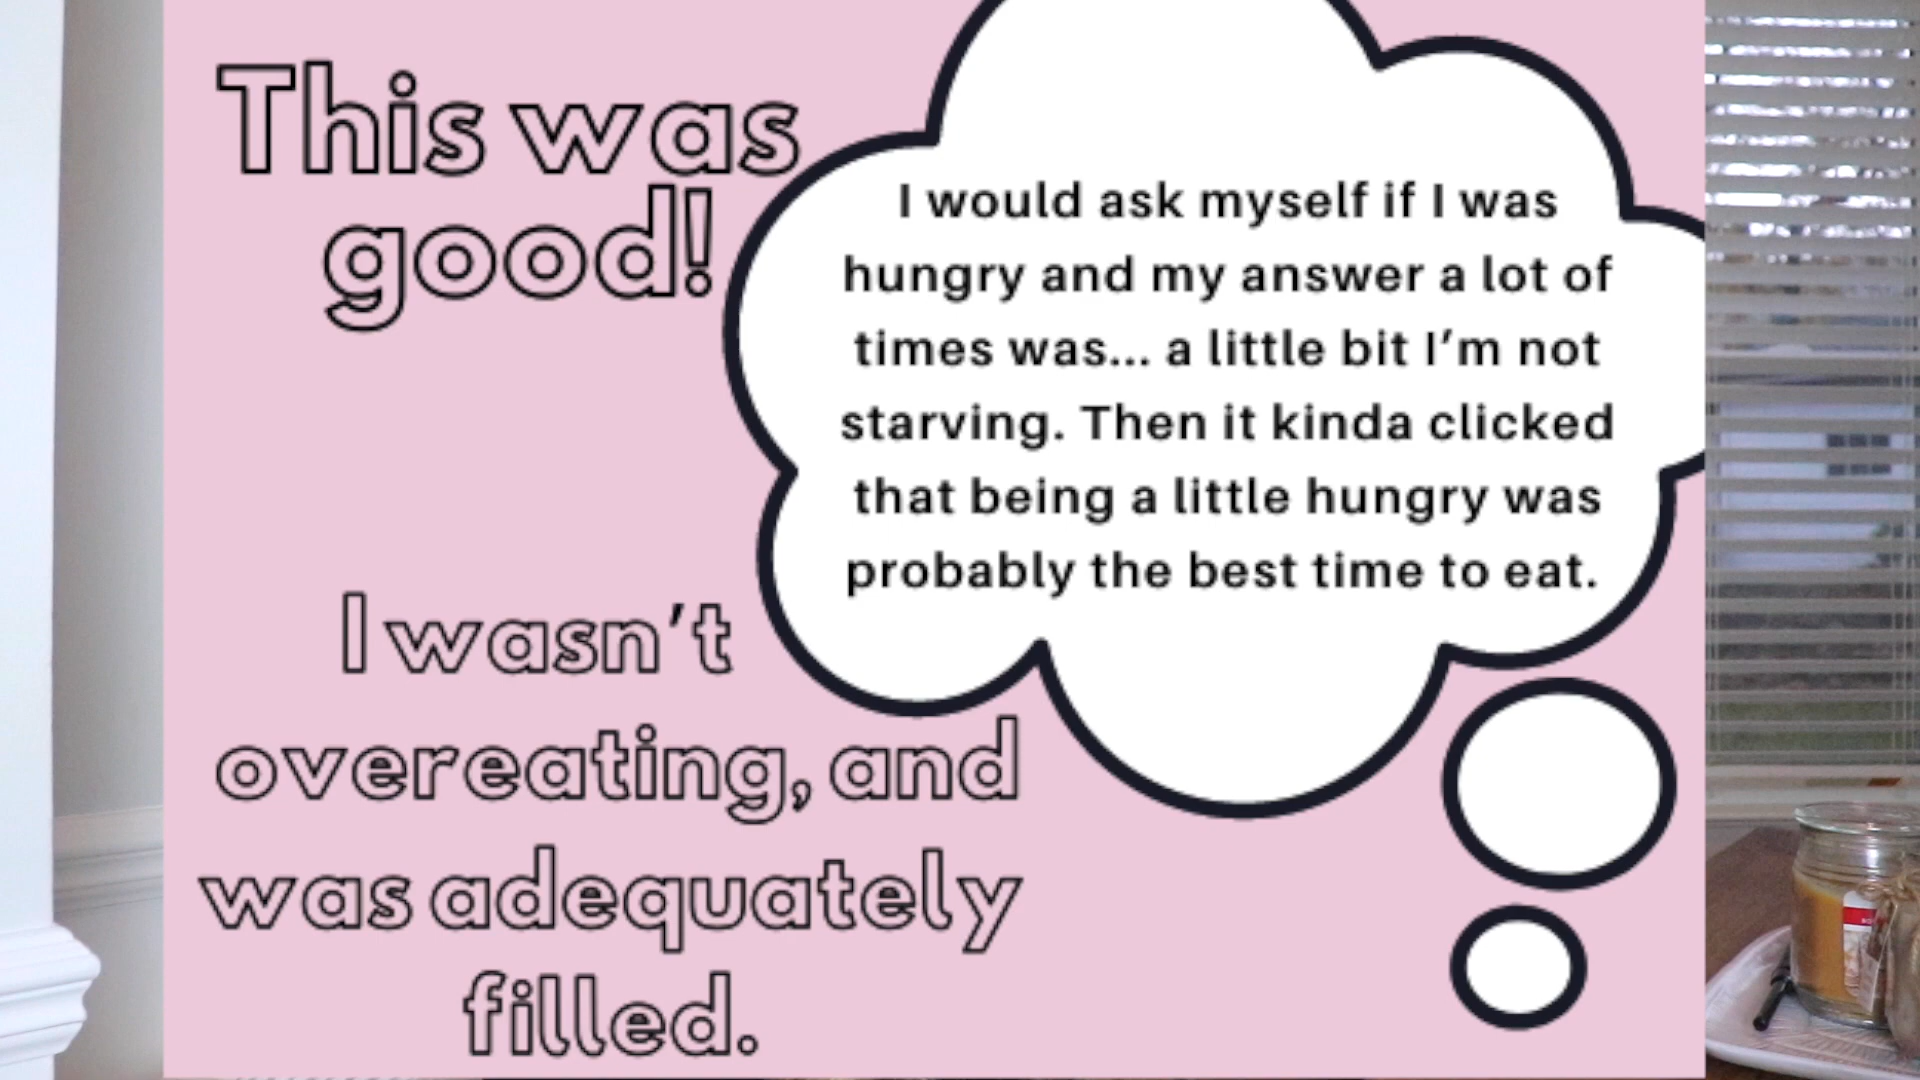 This was
good!
I would ask myself if I was
hungry and my answer a lot of
times was... a little bit I'm not
starving. Then it kinda clicked
that being a little hungry was
probably the best time to eat.
I wasn't
overeating, and
was adequately
filled.